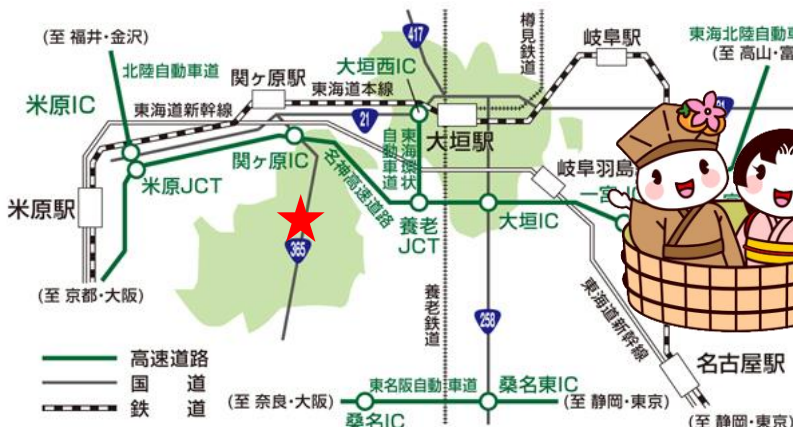 (至 福井・金沢)
北陸自動車道
米原IC
関ヶ原駅
東海道新幹線
東海道本線
大垣西IC
417
樽見鉄道
岐阜駅
東海北陸自動車
(至 高山・富
21
21
大垣駅
東海環状
自動車道
関ヶ原IC
米原JCT
米原駅
名神高速道路
岐阜羽島
一宮
養老
JCT
大垣IC
365
(至 京都・大阪)
養老鉄道
258
東海道新幹線
名古屋駅
高速道路
国 道
鉄 道
(至 奈良・大阪)
東名阪自動車道
桑名IC
桑名東IC
(至 静岡・東京)
(至 静岡・東京)